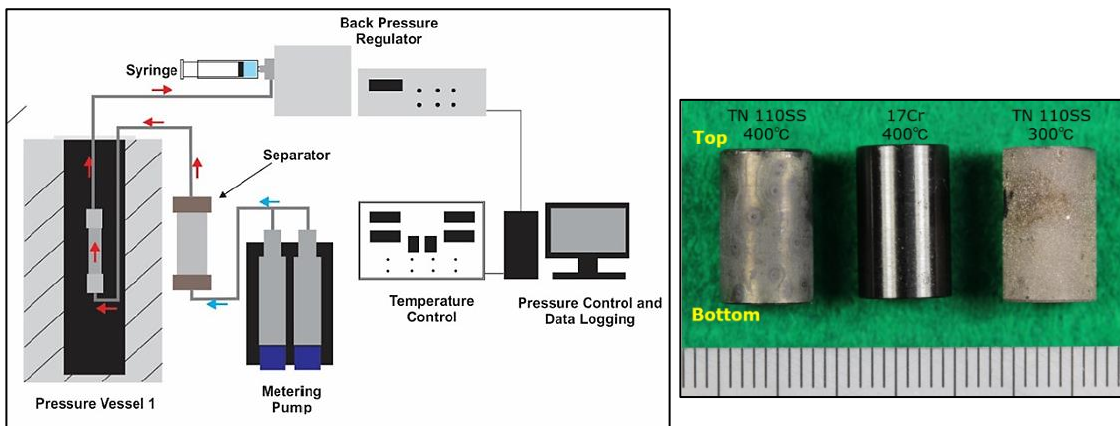 Back Pressure
Regulator
Syringe
Separator
Temperature
Control
Pressure Control and
Data Logging
Metering
Pump
Pressure Vessel 1
TN 110SS
400℃
17Cr
400℃
TN 110SS
300℃
Top
Bottom